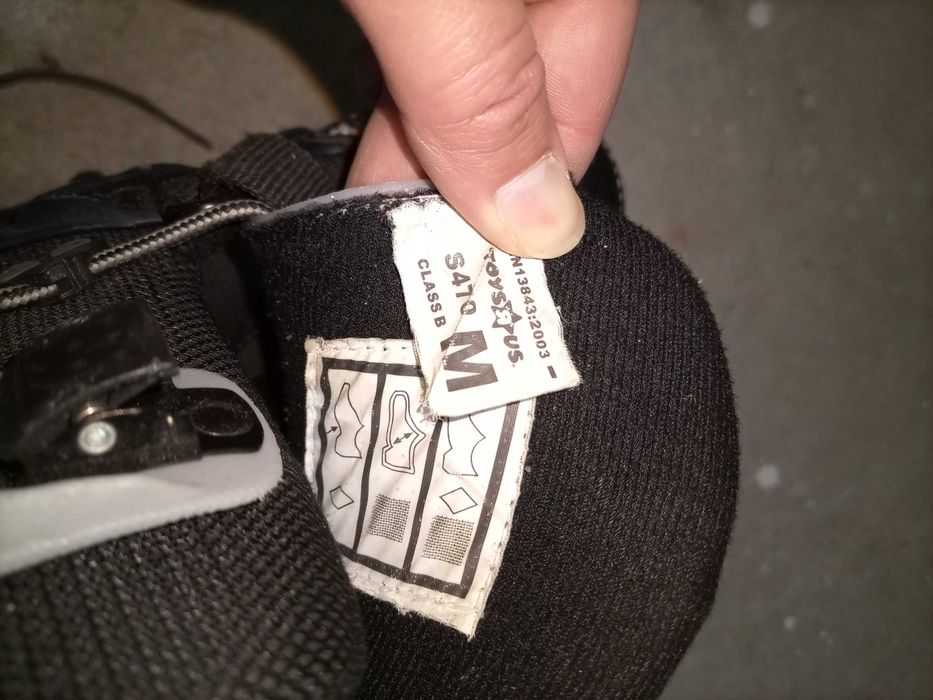 N13843:2003 -
TOYS Я US
S470 M
CLASS B